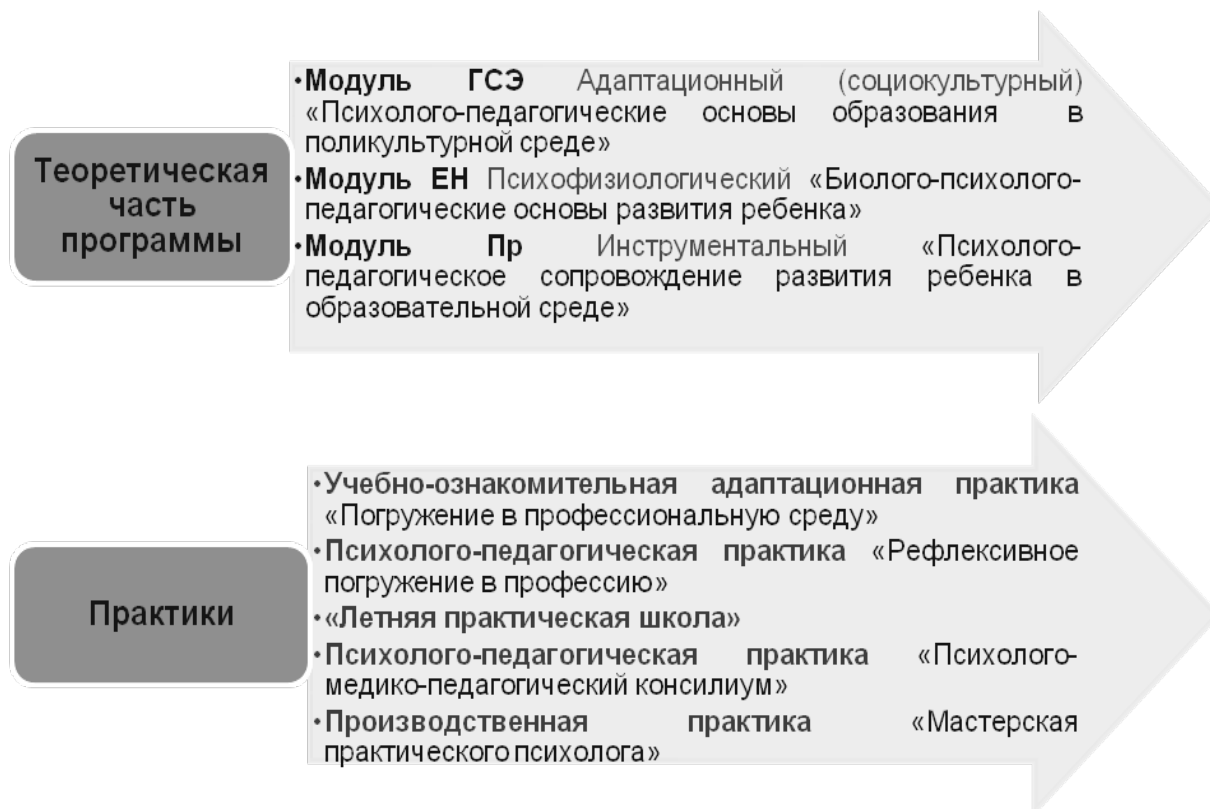 Теоретическая
часть
программы
•Модуль ГСЭ Адаптационный (социокультурный)
«Психолого-педагогические основы образования в
поликультурной среде»
•Модуль ЕН Психофизиологический «Биолого-психолого-
педагогические основы развития ребенка»
•Модуль Пр Инструментальный «Психолого-
педагогическое сопровождение развития ребенка в
образовательной среде»
Практики
•Учебно-ознакомительная адаптационная практика
«Погружение в профессиональную среду»
•Психолого-педагогическая практика «Рефлексивное
погружение в профессию»
•«Летняя практическая школа»
•Психолого-педагогическая практика «Психолого-
медико-педагогический консилиум»
•Производственная практика «Мастерская
практического психолога»